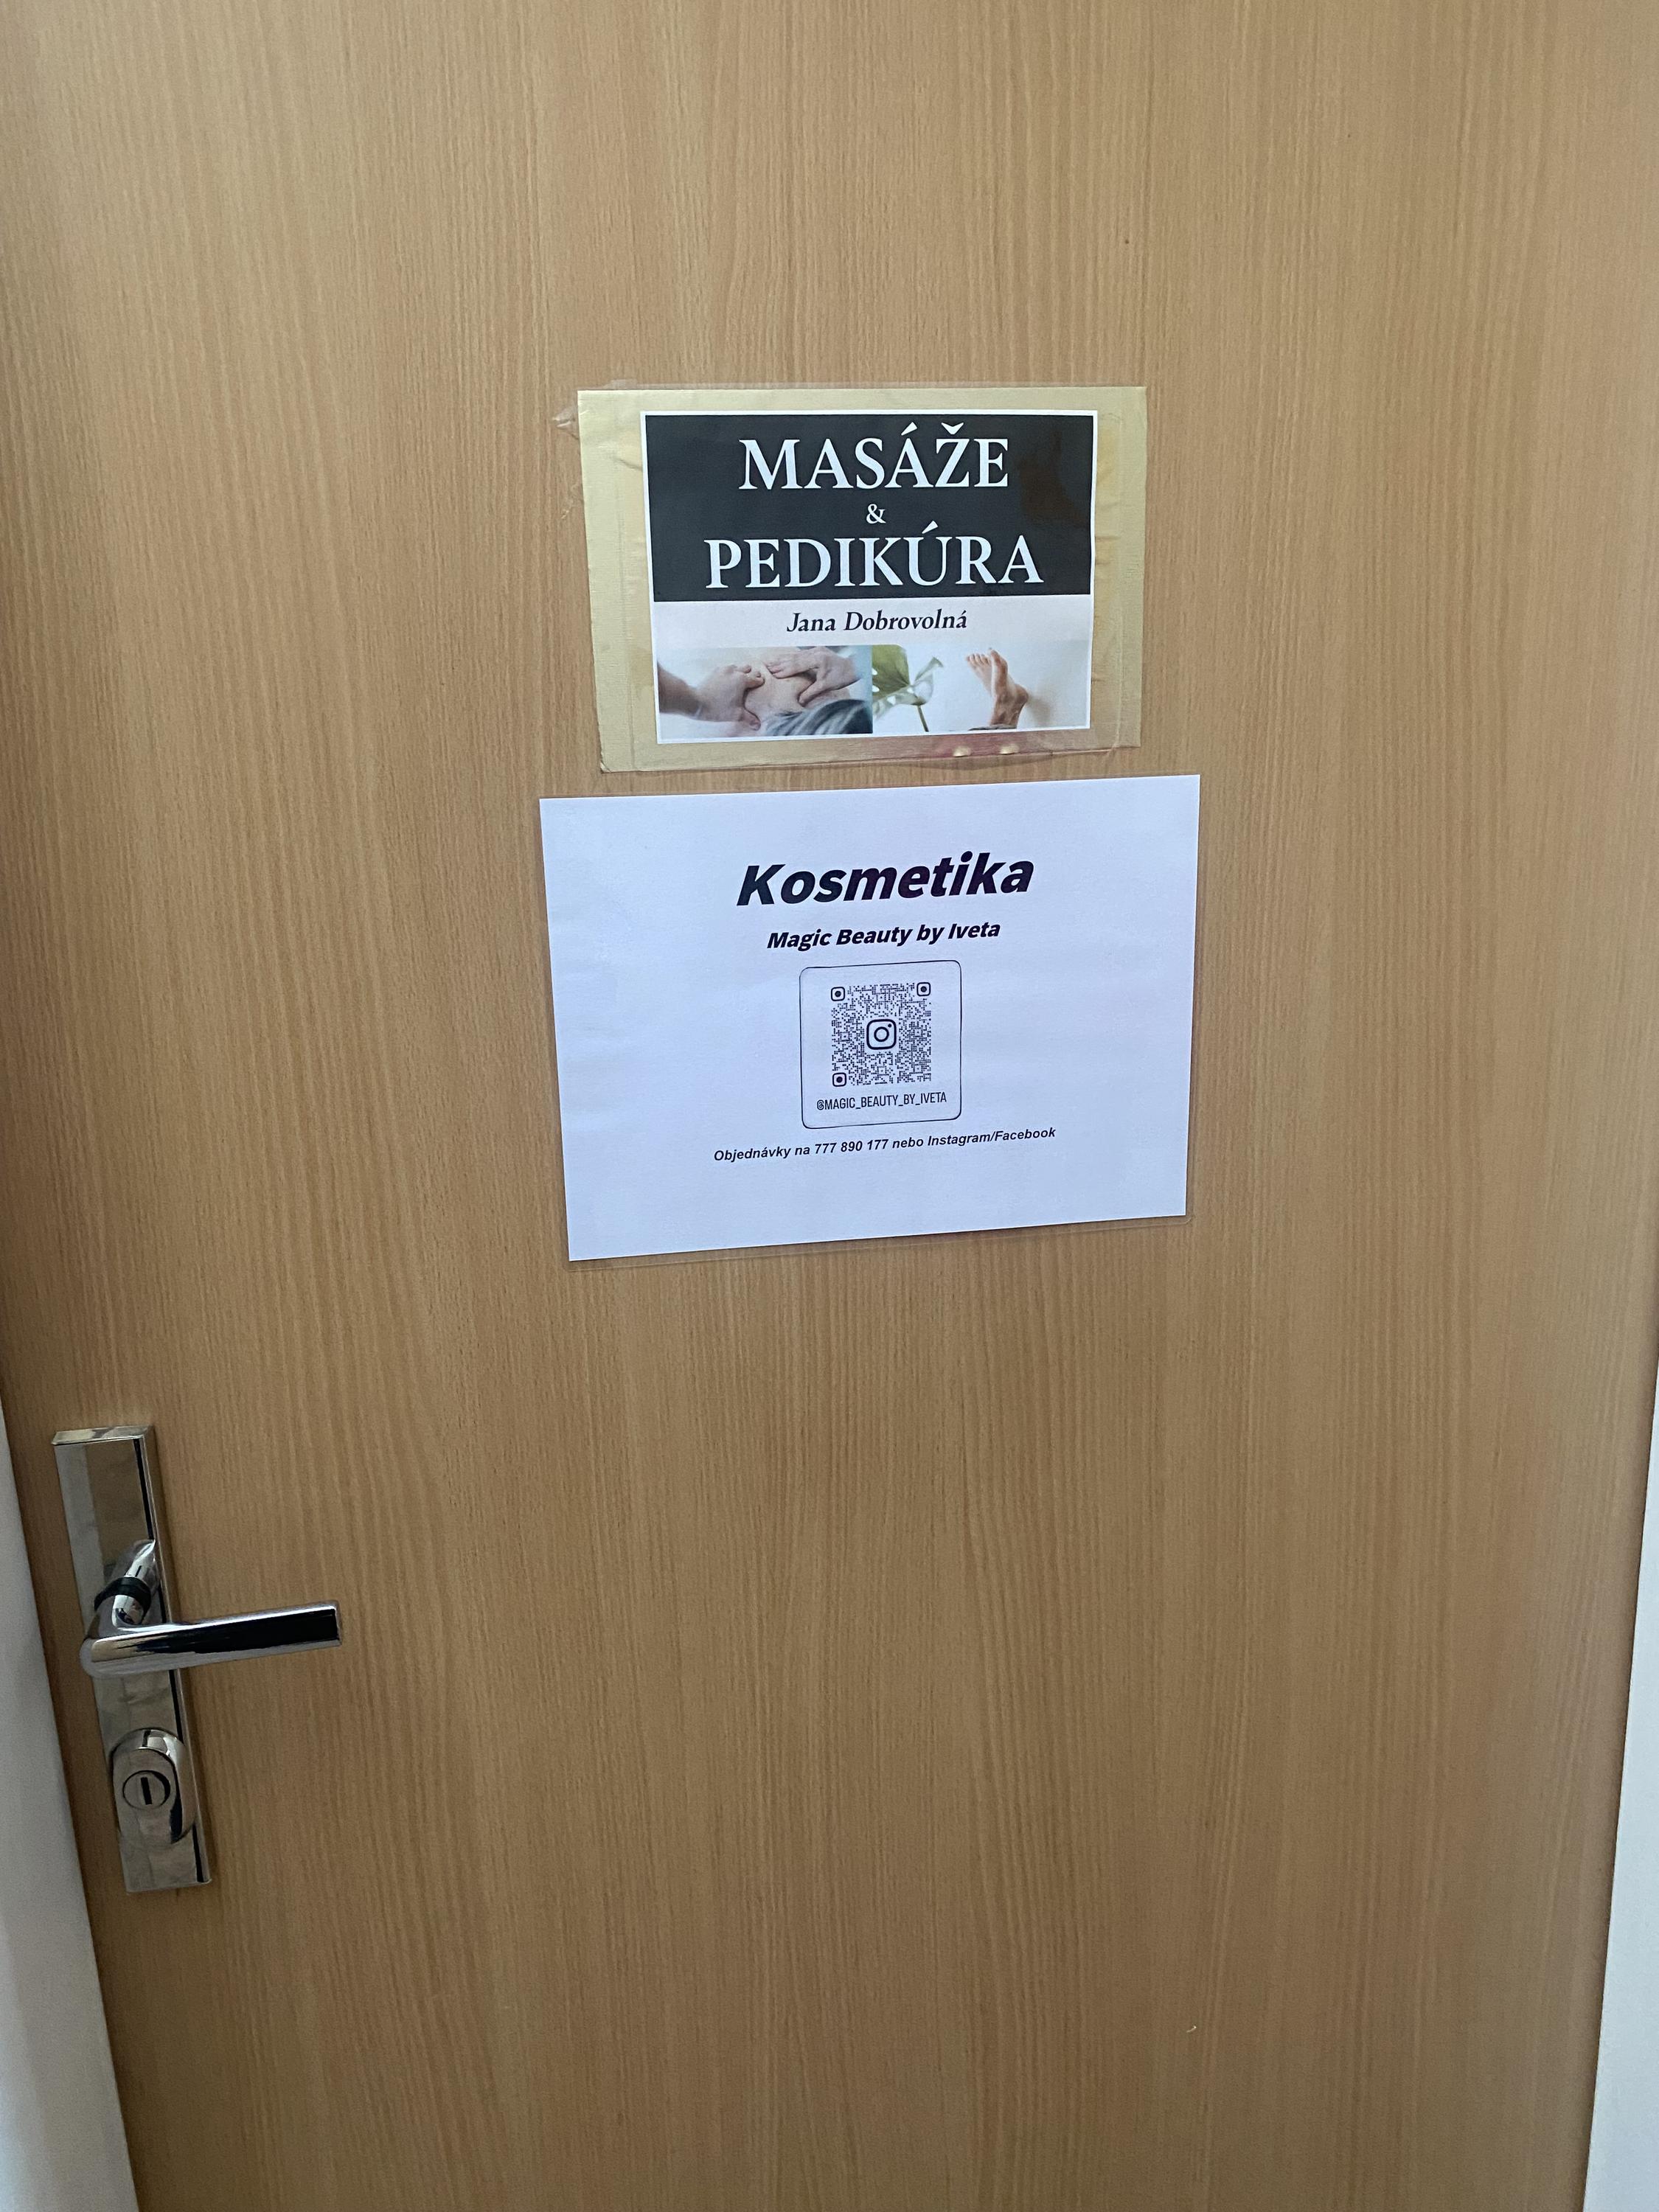 MASÁŽE
&
PEDIKÚRA
Jana Dobrovolná
Kosmetika
Magic Beauty by Iveta
@MAGIC_BEAUTY_BY_IVETA
Objednávky na 777 890 177 nebo Instagram/Facebook